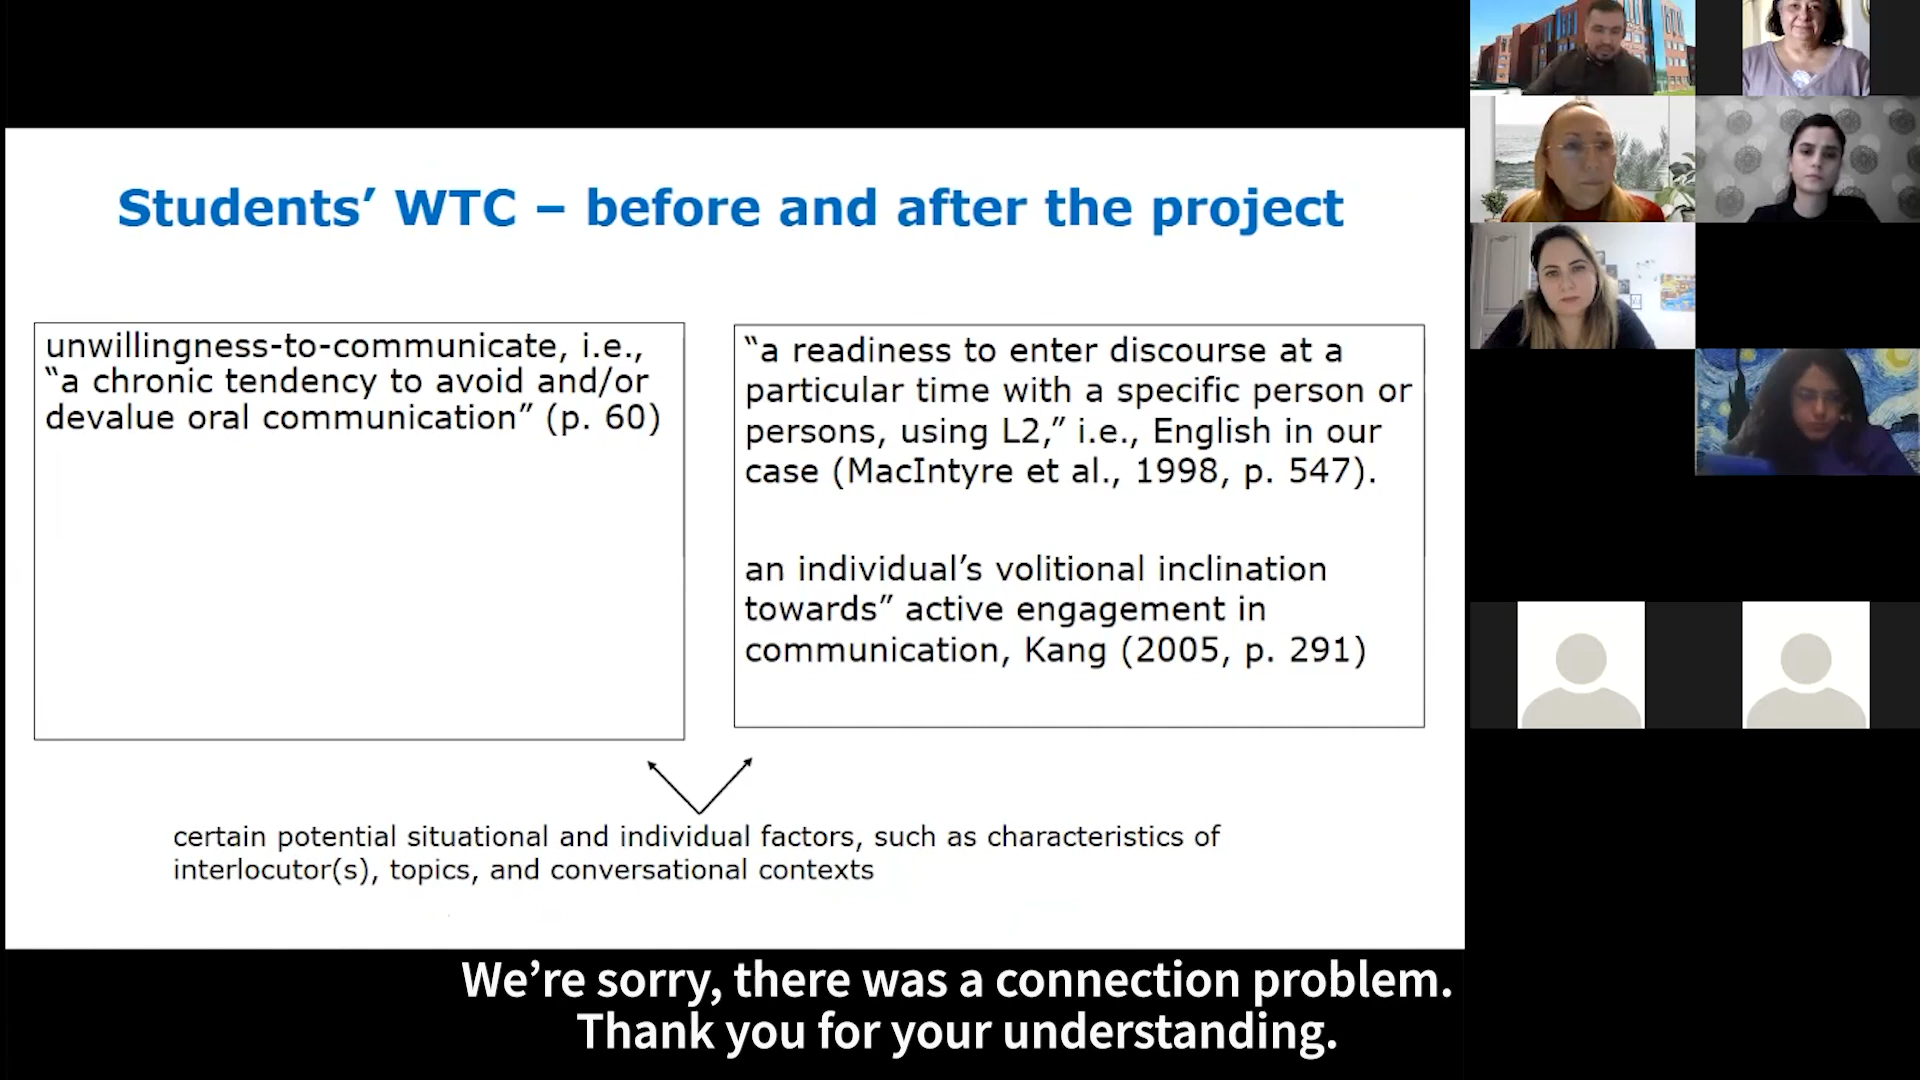 Students’ WTC – before and after the project
unwillingness-to-communicate, i.e.,
“a chronic tendency to avoid and/or
devalue oral communication” (p. 60)
“a readiness to enter discourse at a
particular time with a specific person or
persons, using L2,” i.e., English in our
case (MacIntyre et al., 1998, p. 547).
an individual’s volitional inclination
towards” active engagement in
communication, Kang (2005, p. 291)
certain potential situational and individual factors, such as characteristics of
interlocutor(s), topics, and conversational contexts
We’re sorry, there was a connection problem.
Thank you for your understanding.